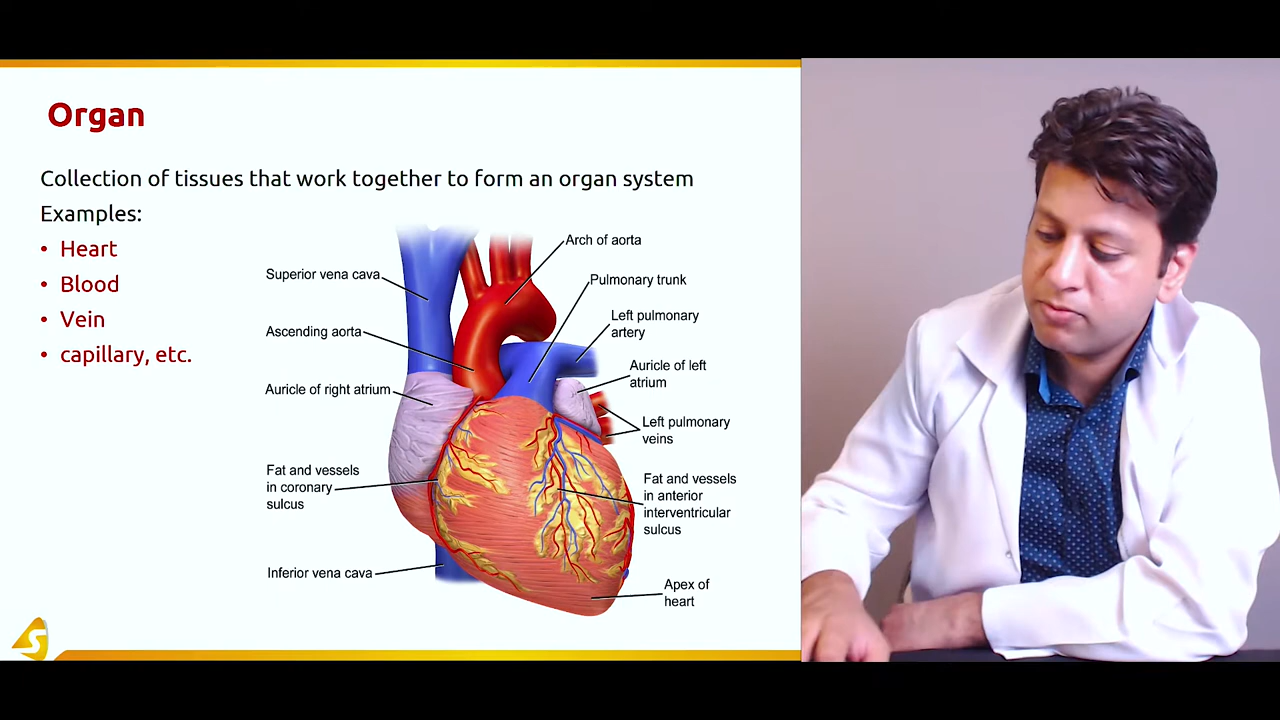 Organ
Collection of tissues that work together to form an organ system
Examples:
• Heart
• Blood
• Vein
• capillary, etc.
Arch of aorta
Superior vena cava
Pulmonary trunk
Left pulmonary
artery
Ascending aorta
Auricle of left
atrium
Auricle of right atrium
Left pulmonary
veins
Fat and vessels
in coronary
sulcus
Fat and vessels
in anterior
interventricular
sulcus
Inferior vena cava
Apex of
heart
S